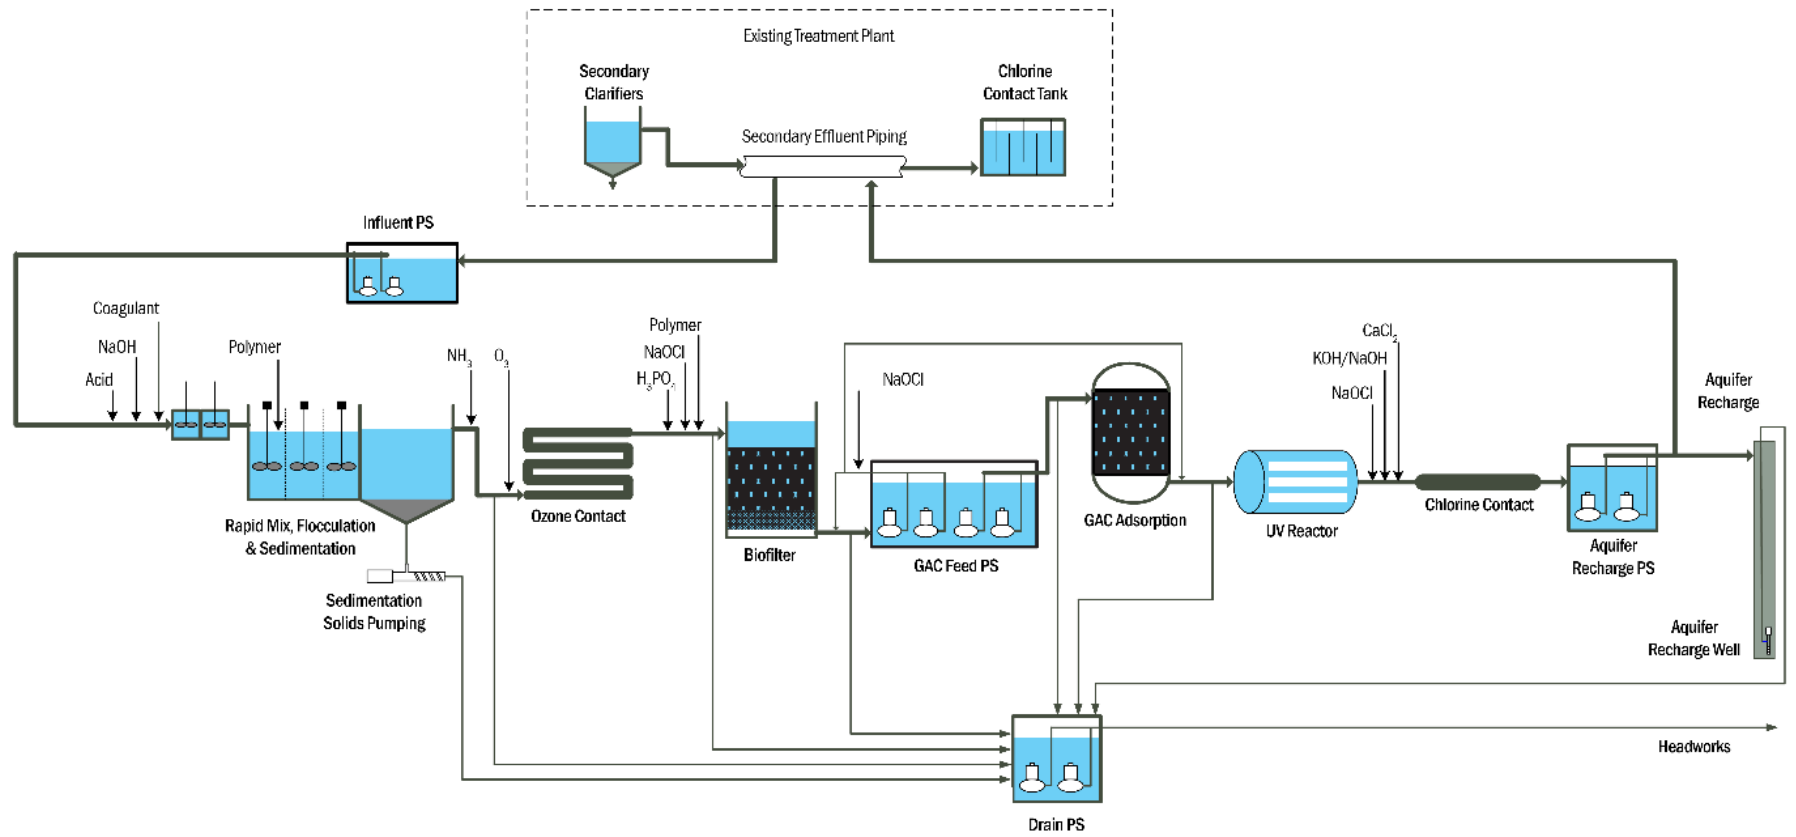 Existing Treatment Plant
Secondary
Clarifiers
Chlorine
Contact Tank
Secondary Effluent Piping
Influent PS
Coagulant
NaOH
Acid
Polymer
NH3
O3
Polymer
NaOCl
H3PO4
NaOCl
CaCl2
KOH/NaOH
NaOCl
Aquifer
Recharge
Rapid Mix, Flocculation
& Sedimentation
Ozone Contact
Biofilter
GAC Feed PS
GAC Adsorption
UV Reactor
Chlorine Contact
Aquifer
Recharge PS
Sedimentation
Solids Pumping
Aquifer
Recharge Well
Headworks
Drain PS